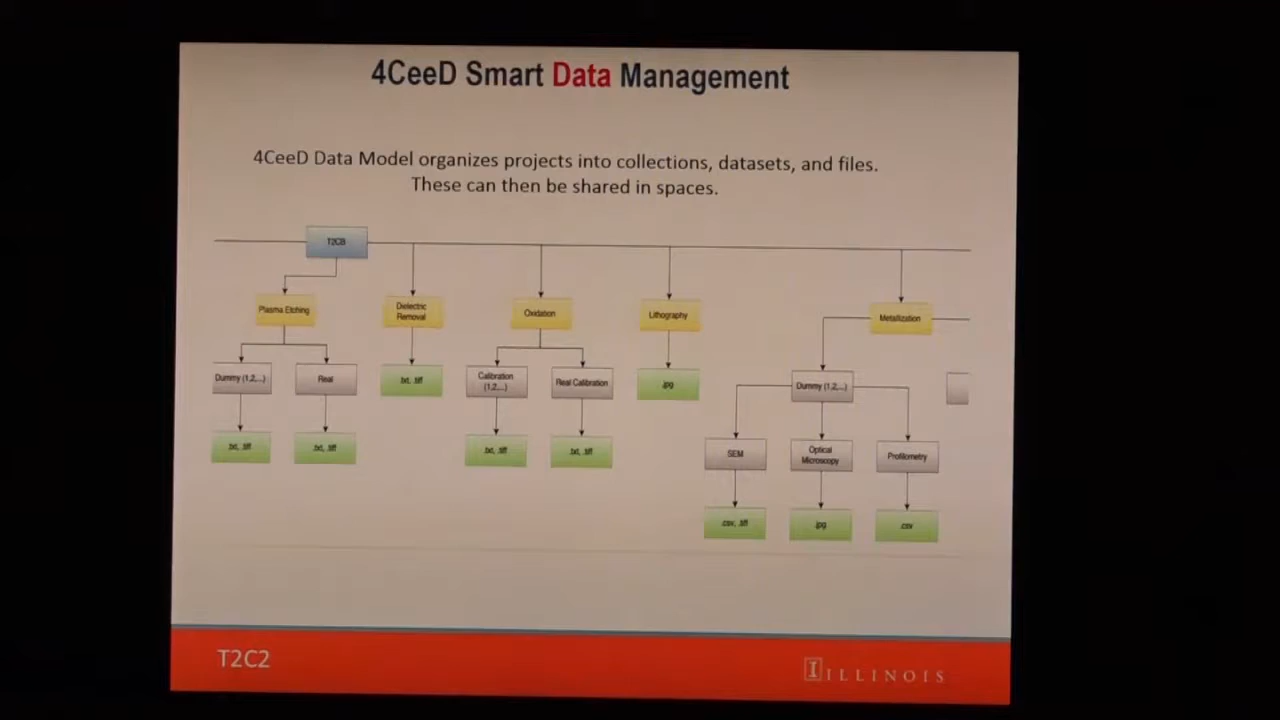 4CeeD Smart Data Management
4CeeD Data Model organizes projects into collections, datasets, and files.
These can then be shared in spaces.
T2CB
Plasma Etching
Dielectric
Removal
Oxidation
Lithography
Metallization
Dummy (1,2,...)
Real
.txt, .tiff
Calibration
(1,2,...)
Real Calibration
.jpg
Dummy (1,2,...)
.txt, .tiff
.txt, .tiff
.txt, .tiff
.txt, .tiff
SEM
Optical
Microscopy
Profilometry
.csv, .tiff
.jpg
.csv
T2C2
I ILLINOIS